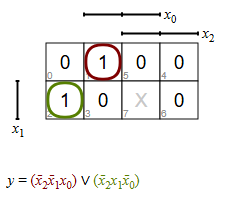 x₀
x₂
0 1 0 0
0 1 5 4
1 0 X 0
2 3 7 6
x₁
y = (x̄₂x̄₁x₀) ∨ (x̄₂x₁x̄₀)